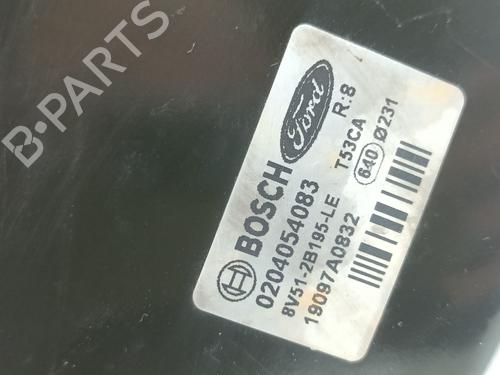 B-PARTS
Ford R:8
BOSCH T53CA 640 Ø231
0204054083
8V51-2B195-LE
19097A0832